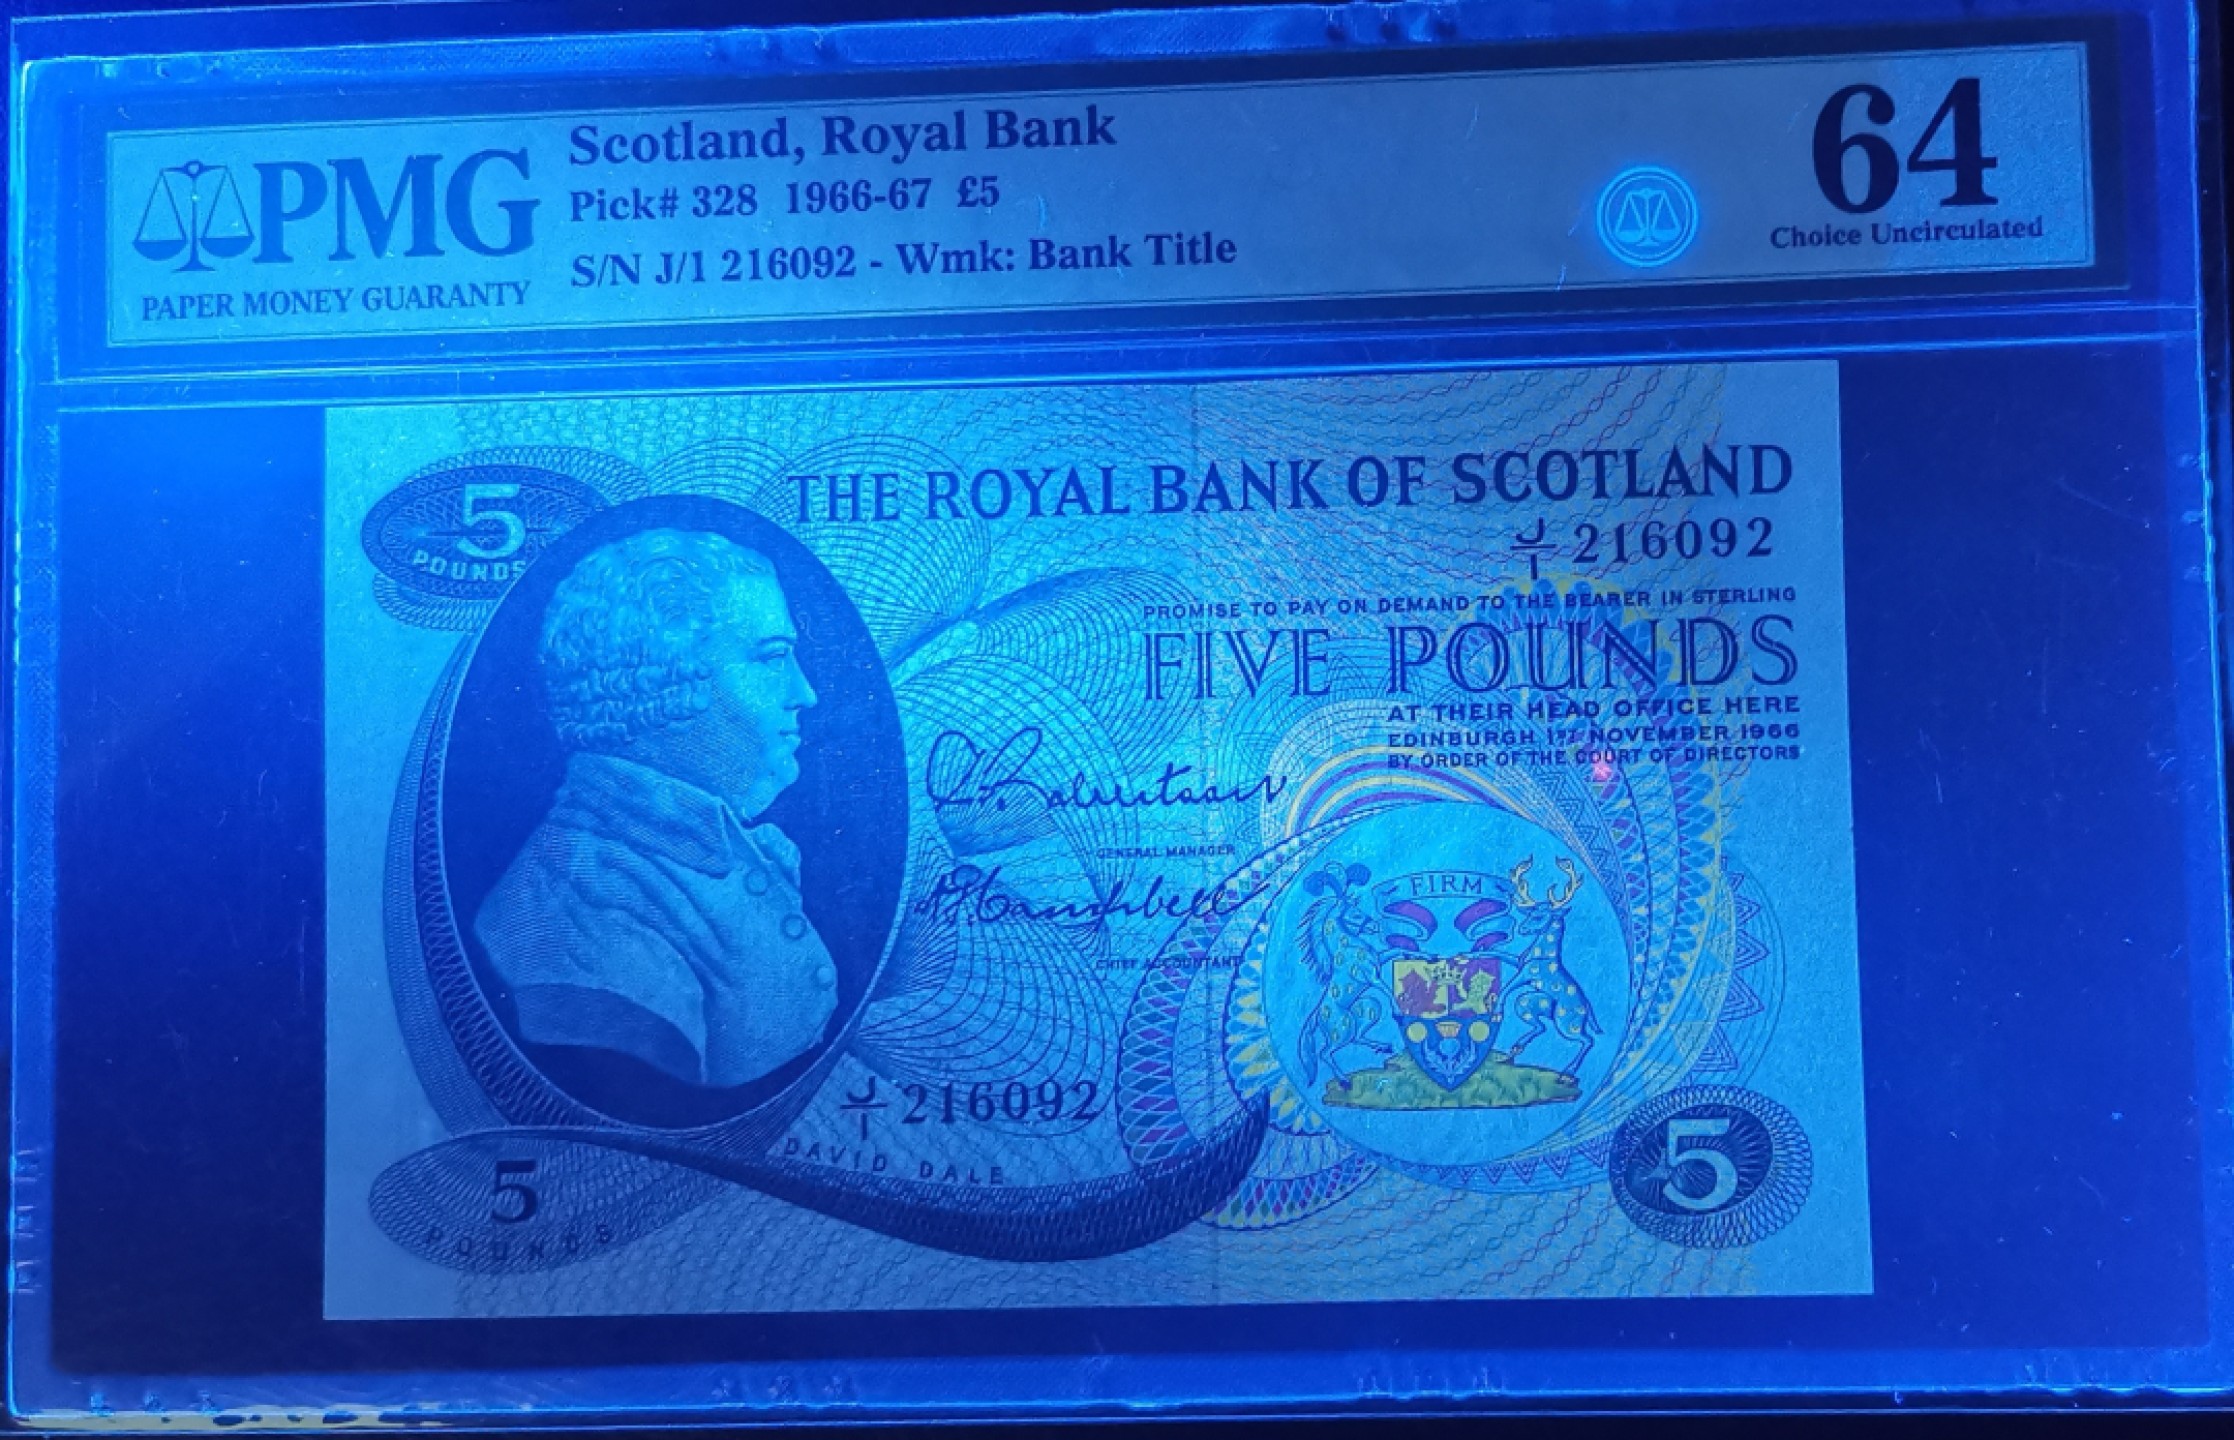 PMG
PAPER MONEY GUARANTY
Scotland, Royal Bank
Pick# 328 1966-67 £5
S/N J/1 216092 - Wmk: Bank Title
64
Choice Uncirculated
5
POUNDS
THE ROYAL BANK OF SCOTLAND
J/1 216092
PROMISE TO PAY ON DEMAND TO THE BEARER IN STERLING
FIVE POUNDS
AT THEIR HEAD OFFICE HERE
EDINBURGH 1ST NOVEMBER 1966
BY ORDER OF THE COURT OF DIRECTORS
GENERAL MANAGER
A.G. Campbell
CHIEF ACCOUNTANT
FIRM
J/1 216092
DAVID DALE
5
POUNDS
5